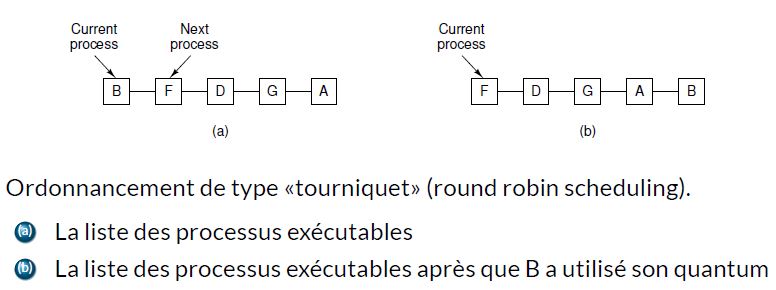 Current
process
Next
process
B F D G A
(a)
Current
process
F D G A B
(b)
Ordonnancement de type «tourniquet» (round robin scheduling).
(a) La liste des processus exécutables
(b) La liste des processus exécutables après que B a utilisé son quantum